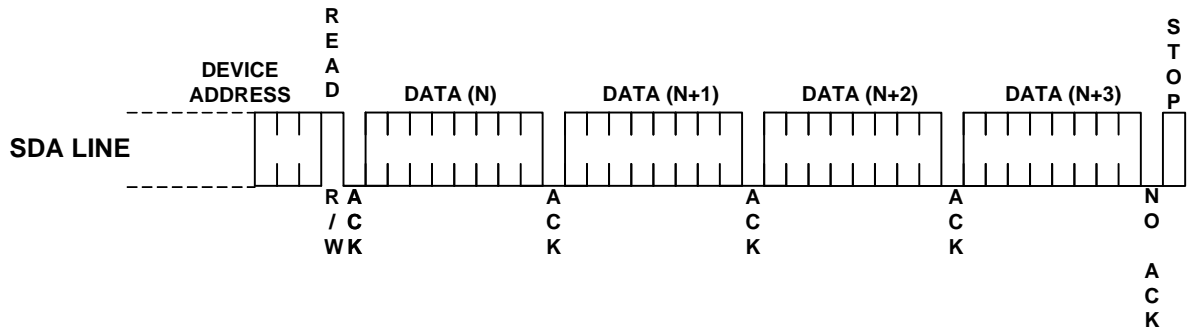 READ
STOP
DEVICE
ADDRESS
DATA (N)
DATA (N+1)
DATA (N+2)
DATA (N+3)
SDA LINE
R/W
ACK
ACK
ACK
ACK
NO ACK